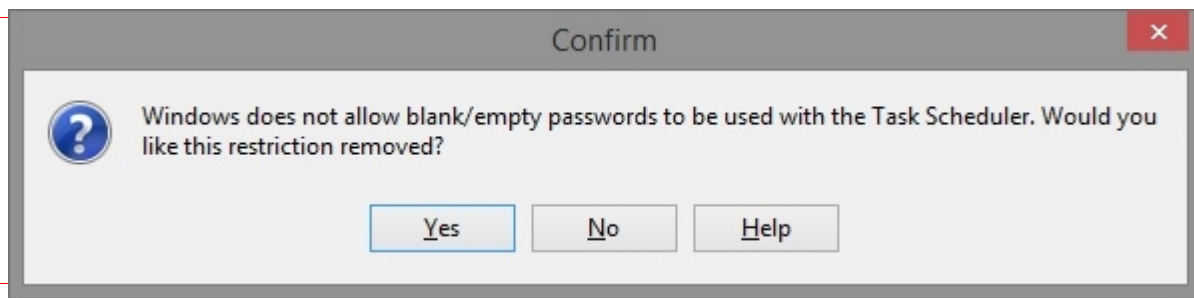 Confirm
Windows does not allow blank/empty passwords to be used with the Task Scheduler. Would you
like this restriction removed?
Yes
No
Help